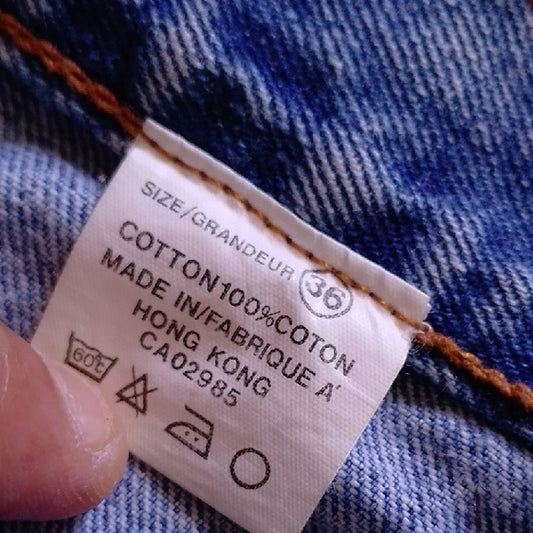 SIZE/GRANDEUR 36
COTTON100%COTON
MADE IN/FABRIQUE A'
HONG KONG
CA02985
60°